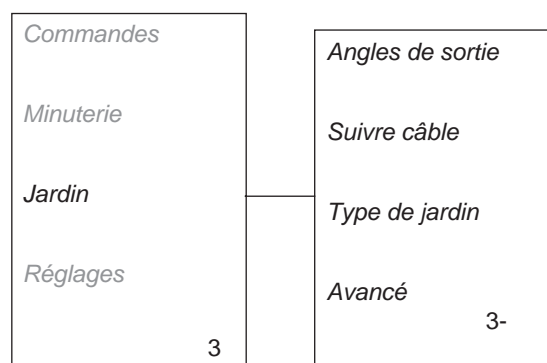 Commandes
Minuterie
Jardin
Réglages
3
Angles de sortie
Suivre câble
Type de jardin
Avancé
3-